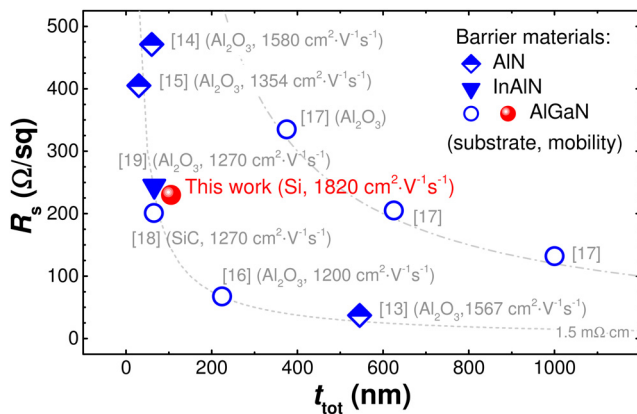 500
400
300
200
100
0
R_s (Ω/sq)
[14] (Al₂O₃, 1580 cm²·V⁻¹s⁻¹)
[15] (Al₂O₃, 1354 cm²·V⁻¹s⁻¹)
[17] (Al₂O₃)
[19] (Al₂O₃, 1270 cm²·V⁻¹s⁻¹)
This work (Si, 1820 cm²·V⁻¹s⁻¹)
[17]
[18] (SiC, 1270 cm²·V⁻¹s⁻¹)
[17]
[16] (Al₂O₃, 1200 cm²·V⁻¹s⁻¹)
[13] (Al₂O₃,1567 cm²·V⁻¹s⁻¹)
1.5 mΩ cm
Barrier materials:
AlN
InAlN
AlGaN
(substrate, mobility)
0 200 400 600 800 1000
t_tot (nm)